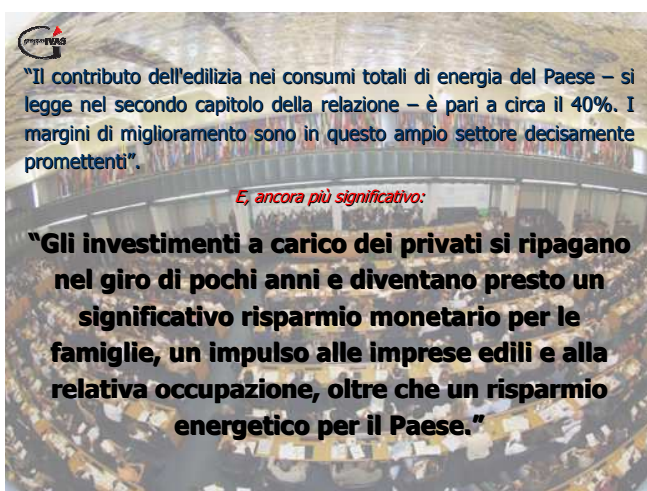 gruppoIVAS
“Il contributo dell'edilizia nei consumi totali di energia del Paese – si
legge nel secondo capitolo della relazione – è pari a circa il 40%. I
margini di miglioramento sono in questo ampio settore decisamente
promettenti”.
E, ancora più significativo:
“Gli investimenti a carico dei privati si ripagano
nel giro di pochi anni e diventano presto un
significativo risparmio monetario per le
famiglie, un impulso alle imprese edili e alla
relativa occupazione, oltre che un risparmio
energetico per il Paese.”